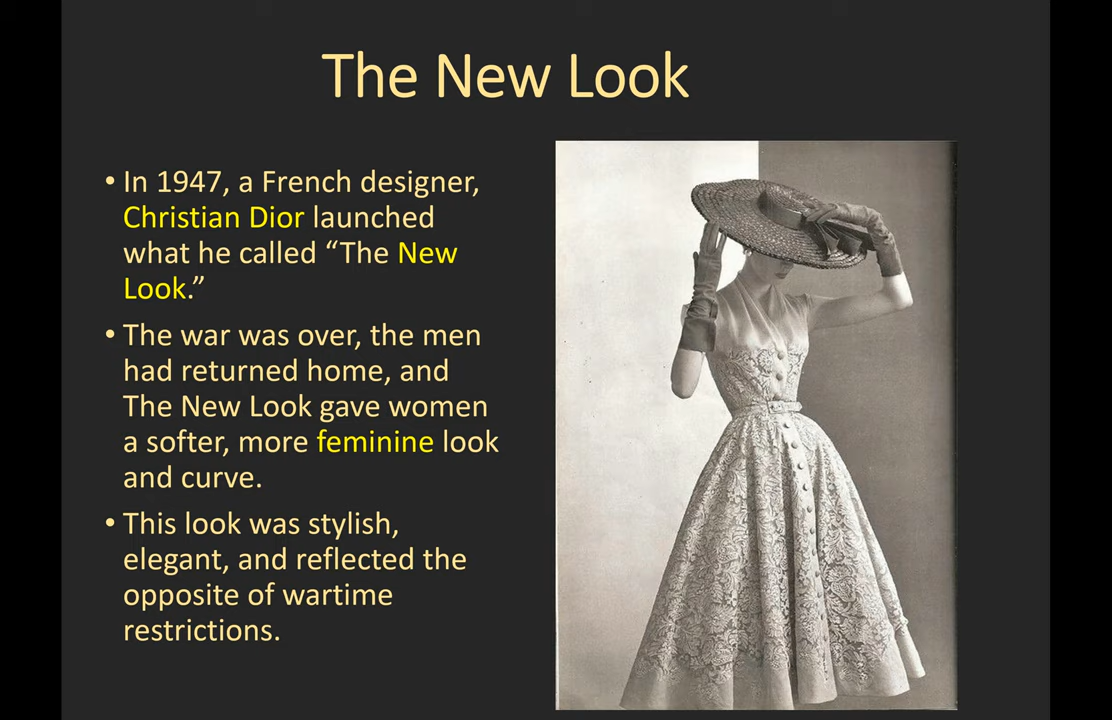 The New Look
• In 1947, a French designer,
Christian Dior launched
what he called “The New
Look.”
• The war was over, the men
had returned home, and
The New Look gave women
a softer, more feminine look
and curve.
• This look was stylish,
elegant, and reflected the
opposite of wartime
restrictions.